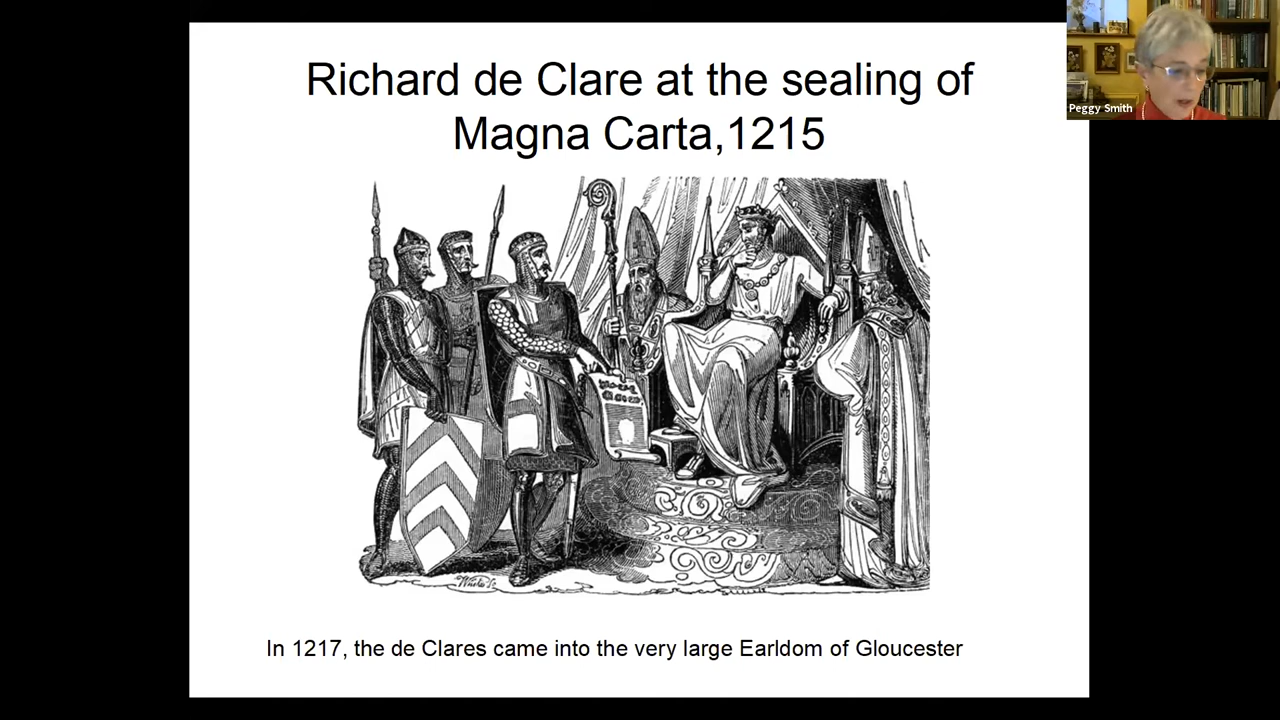 Richard de Clare at the sealing of
Magna Carta,1215
Peggy Smith
In 1217, the de Clares came into the very large Earldom of Gloucester